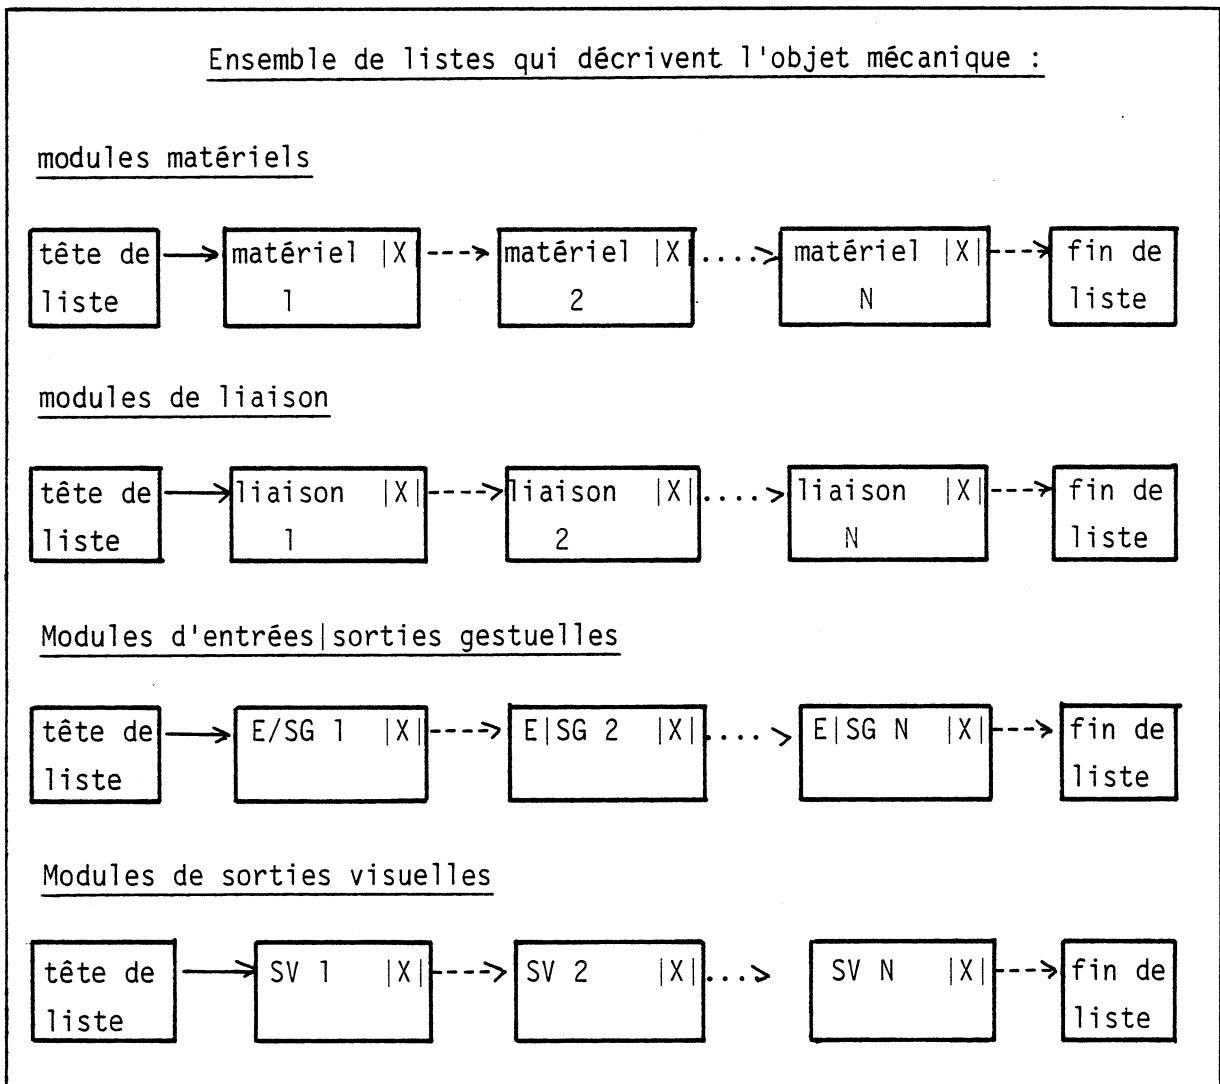 Ensemble de listes qui décrivent l'objet mécanique :
modules matériels
tête de matériel |X| matériel |X| matériel |X| fin de
liste 1 2 N liste
modules de liaison
tête de liaison |X| liaison |X| liaison |X| fin de
liste 1 2 N liste
Modules d'entrées|sorties gestuelles
tête de E/SG 1 |X| E|SG 2 |X| E|SG N |X| fin de
liste liste
Modules de sorties visuelles
tête de SV 1 |X| SV 2 |X| SV N |X| fin de
liste liste